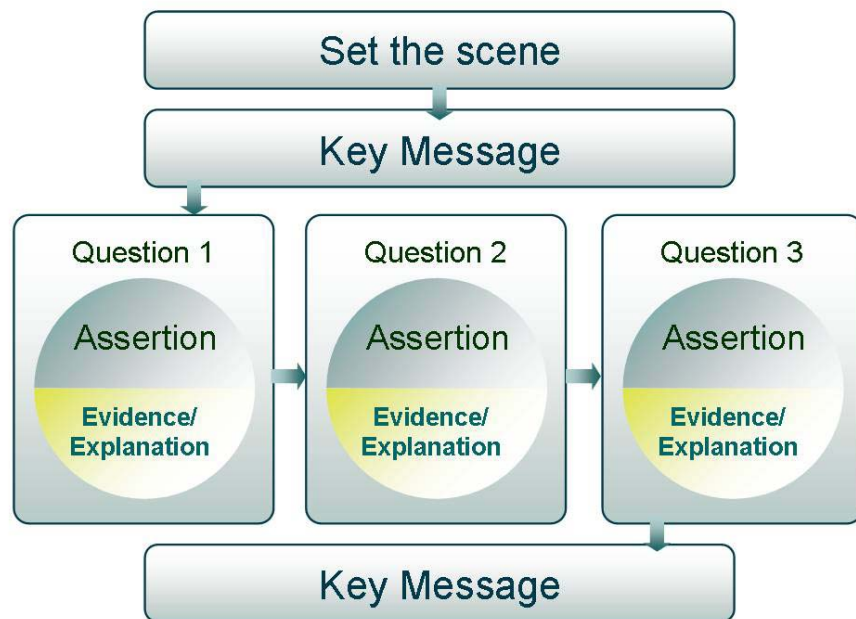 Set the scene
Key Message
Question 1
Assertion
Evidence/
Explanation
Question 2
Assertion
Evidence/
Explanation
Question 3
Assertion
Evidence/
Explanation
Key Message